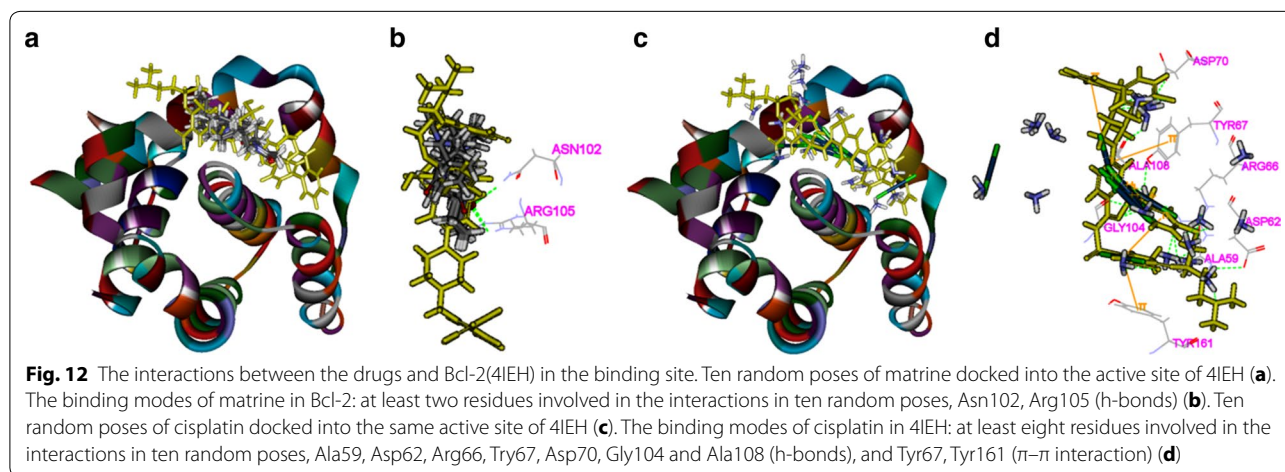 a
b
c
d
ASN102
ARG105
ASP70
TYR67
ALA108
ARG66
GLY104
ASP62
ALA59
TYR161
π
π
π
Fig. 12 The interactions between the drugs and Bcl-2(4IEH) in the binding site. Ten random poses of matrine docked into the active site of 4IEH (a).
The binding modes of matrine in Bcl-2: at least two residues involved in the interactions in ten random poses, Asn102, Arg105 (h-bonds) (b). Ten
random poses of cisplatin docked into the same active site of 4IEH (c). The binding modes of cisplatin in 4IEH: at least eight residues involved in the
interactions in ten random poses, Ala59, Asp62, Arg66, Try67, Asp70, Gly104 and Ala108 (h-bonds), and Tyr67, Tyr161 (π–π interaction) (d)